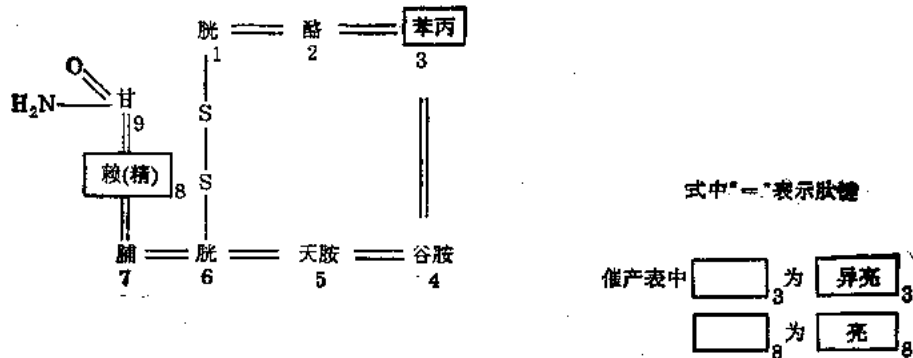 胱 酪 苯丙
1 2 3
O
H₂N 甘
9
S
赖(精)
8
S
式中"="表示肽键
脯 胱 天胺 谷胺
7 6 5 4
催产表中 3 为 异亮 3
8 为 亮 8